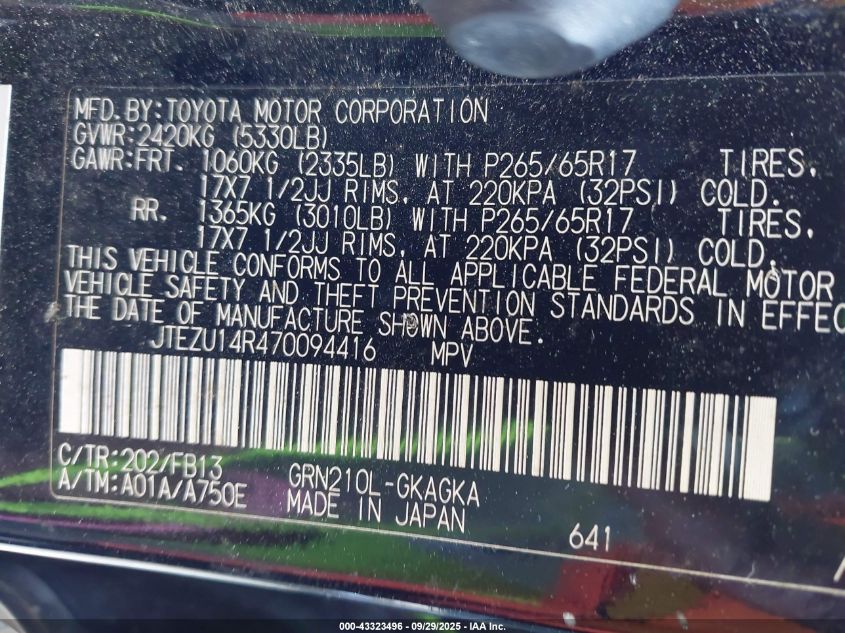 MFD. BY:TOYOTA MOTOR CORPORATION
GVWR:2420KG (5330LB)
GAWR:FRT. 1060KG (2335LB) WITH P265/65R17 TIRES,
17X7 1/2JJ RIMS, AT 220KPA (32PSI) COLD.
RR. 1365KG (3010LB) WITH P265/65R17 TIRES,
17X7 1/2JJ RIMS, AT 220KPA (32PSI) COLD.
THIS VEHICLE CONFORMS TO ALL APPLICABLE FEDERAL MOTOR
VEHICLE SAFETY AND THEFT PREVENTION STANDARDS IN EFFEC
THE DATE OF MANUFACTURE SHOWN ABOVE.
JTEZU14R470094416 MPV
C/TR:202/FB13
A/TM:A01A/A750E
GRN210L-GKAGKA
MADE IN JAPAN
641
000-43323496 - 09/29/2025 - IAA Inc.